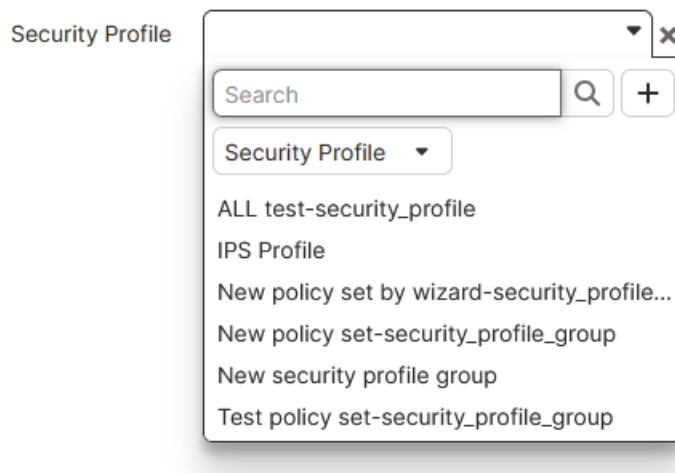 Security Profile
Search
Security Profile
ALL test-security_profile
IPS Profile
New policy set by wizard-security_profile...
New policy set-security_profile_group
New security profile group
Test policy set-security_profile_group